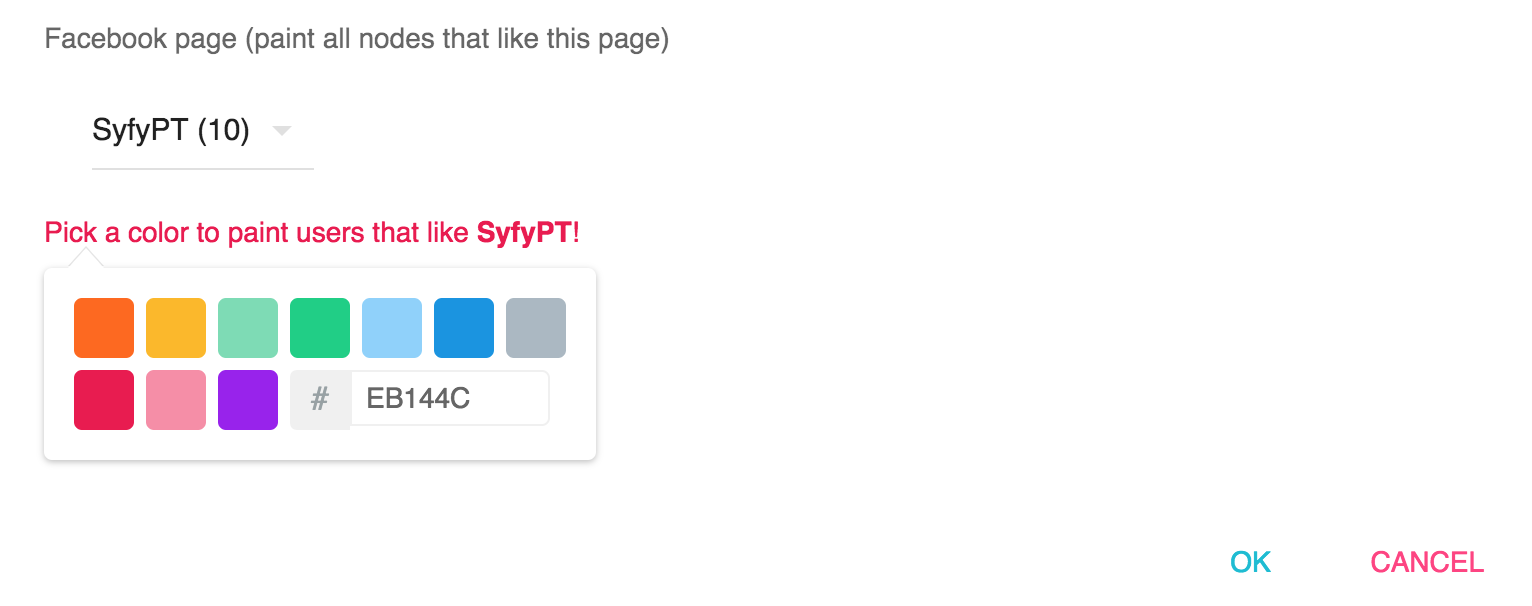 Facebook page (paint all nodes that like this page)
SyfyPT (10)
Pick a color to paint users that like SyfyPT!
# EB144C
OK CANCEL